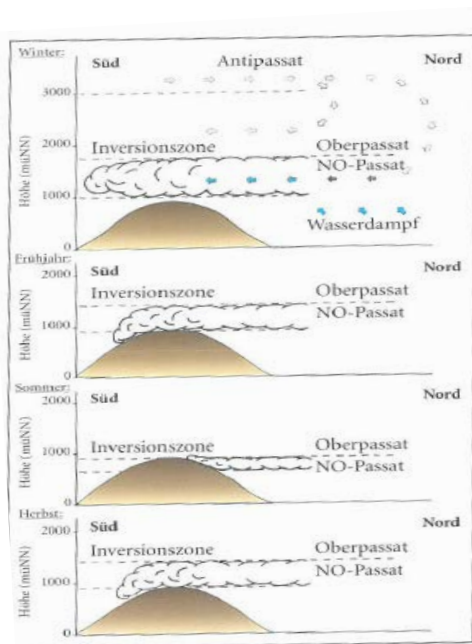 Winter:
Süd Antipassat Nord
3000
2000
Inversionszone Oberpassat
NO-Passat
1000
Wasserdampf
0
Höhe (müNN)
Frühjahr:
Süd Nord
2000
Inversionszone Oberpassat
NO-Passat
1000
0
Höhe (müNN)
Sommer:
Süd Nord
2000
Inversionszone Oberpassat
1000
NO-Passat
0
Höhe (müNN)
Herbst:
Süd Nord
2000
Inversionszone Oberpassat
NO-Passat
1000
0
Höhe (müNN)